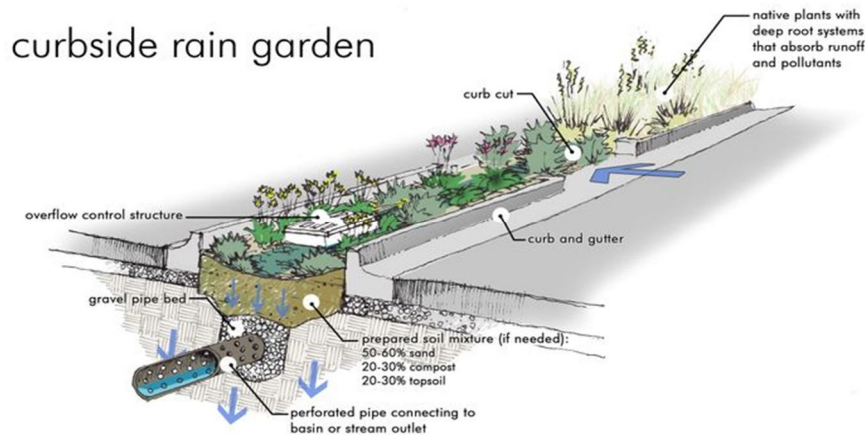 curbside rain garden
native plants with
deep root systems
that absorb runoff
and pollutants
curb cut
overflow control structure
curb and gutter
gravel pipe bed
prepared soil mixture (if needed):
50-60% sand
20-30% compost
20-30% topsoil
perforated pipe connecting to
basin or stream outlet